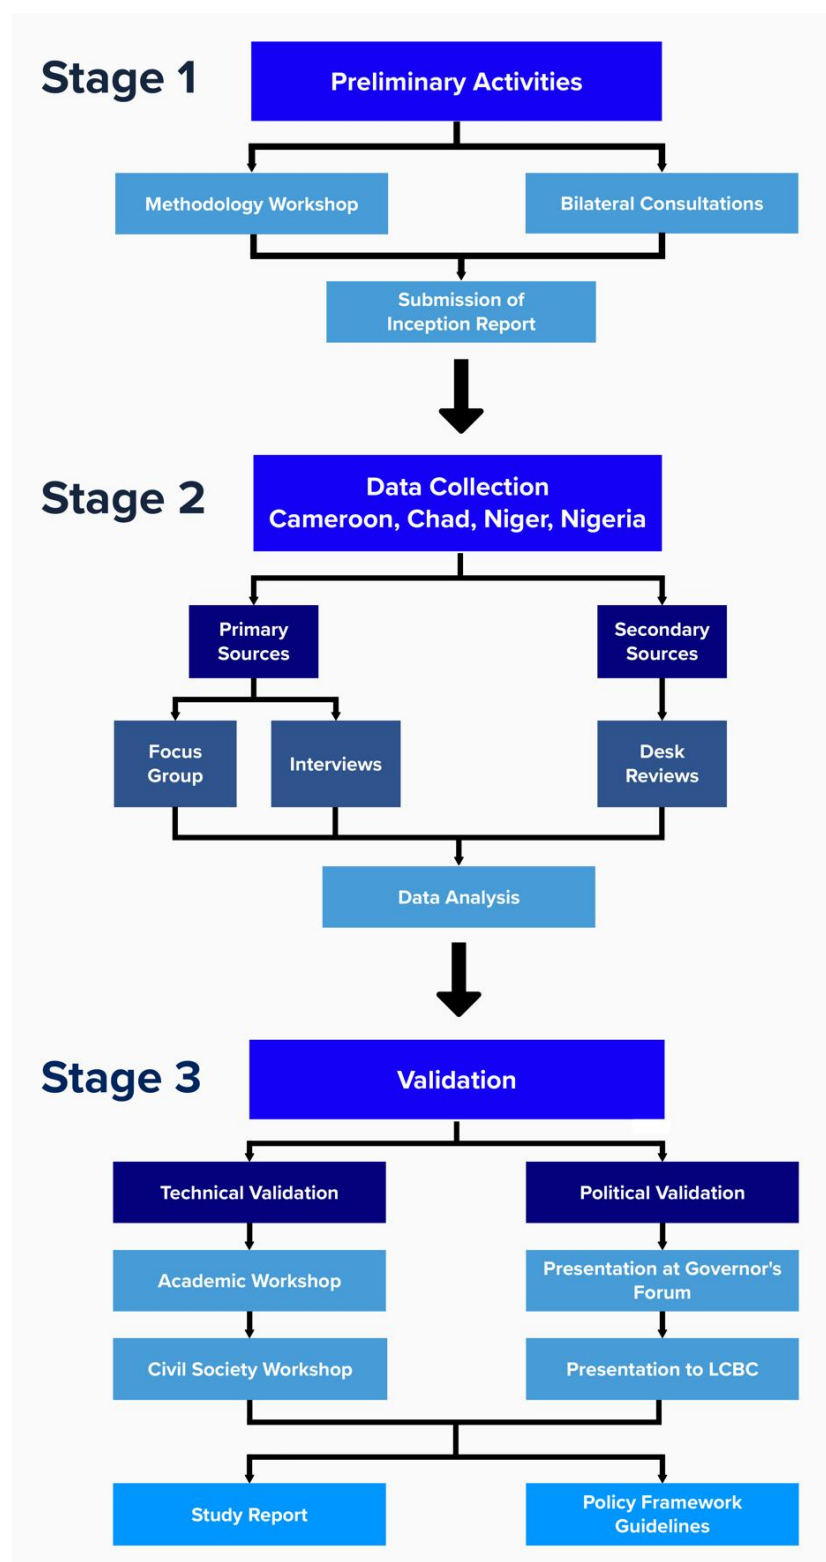 Stage 1
Preliminary Activities
Methodology Workshop
Bilateral Consultations
Submission of
Inception Report
Stage 2
Data Collection
Cameroon, Chad, Niger, Nigeria
Primary
Sources
Secondary
Sources
Focus
Group
Interviews
Desk
Reviews
Data Analysis
Stage 3
Validation
Technical Validation
Political Validation
Academic Workshop
Presentation at Governor's
Forum
Civil Society Workshop
Presentation to LCBC
Study Report
Policy Framework
Guidelines